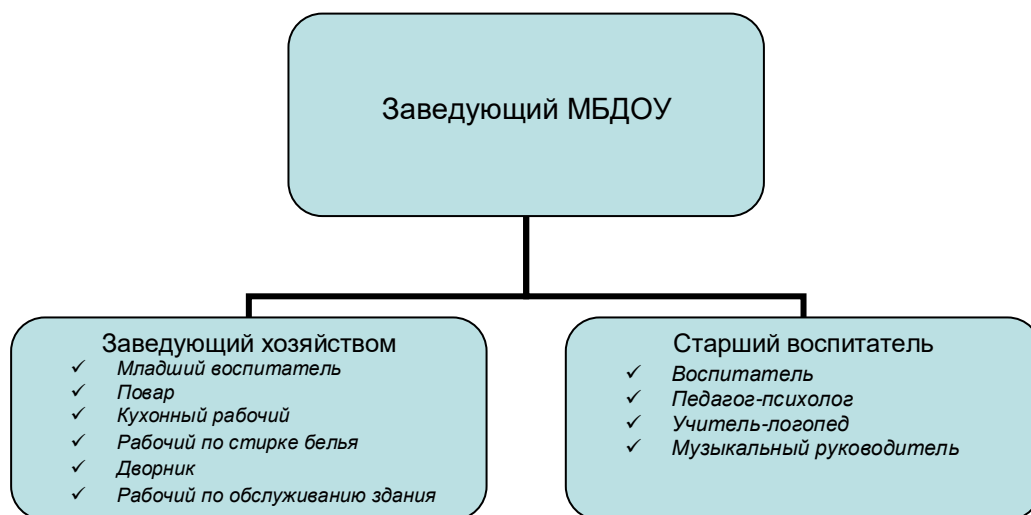 Заведующий МБДОУ
Заведующий хозяйством
✓ Младший воспитатель
✓ Повар
✓ Кухонный рабочий
✓ Рабочий по стирке белья
✓ Дворник
✓ Рабочий по обслуживанию здания
Старший воспитатель
✓ Воспитатель
✓ Педагог-психолог
✓ Учитель-логопед
✓ Музыкальный руководитель